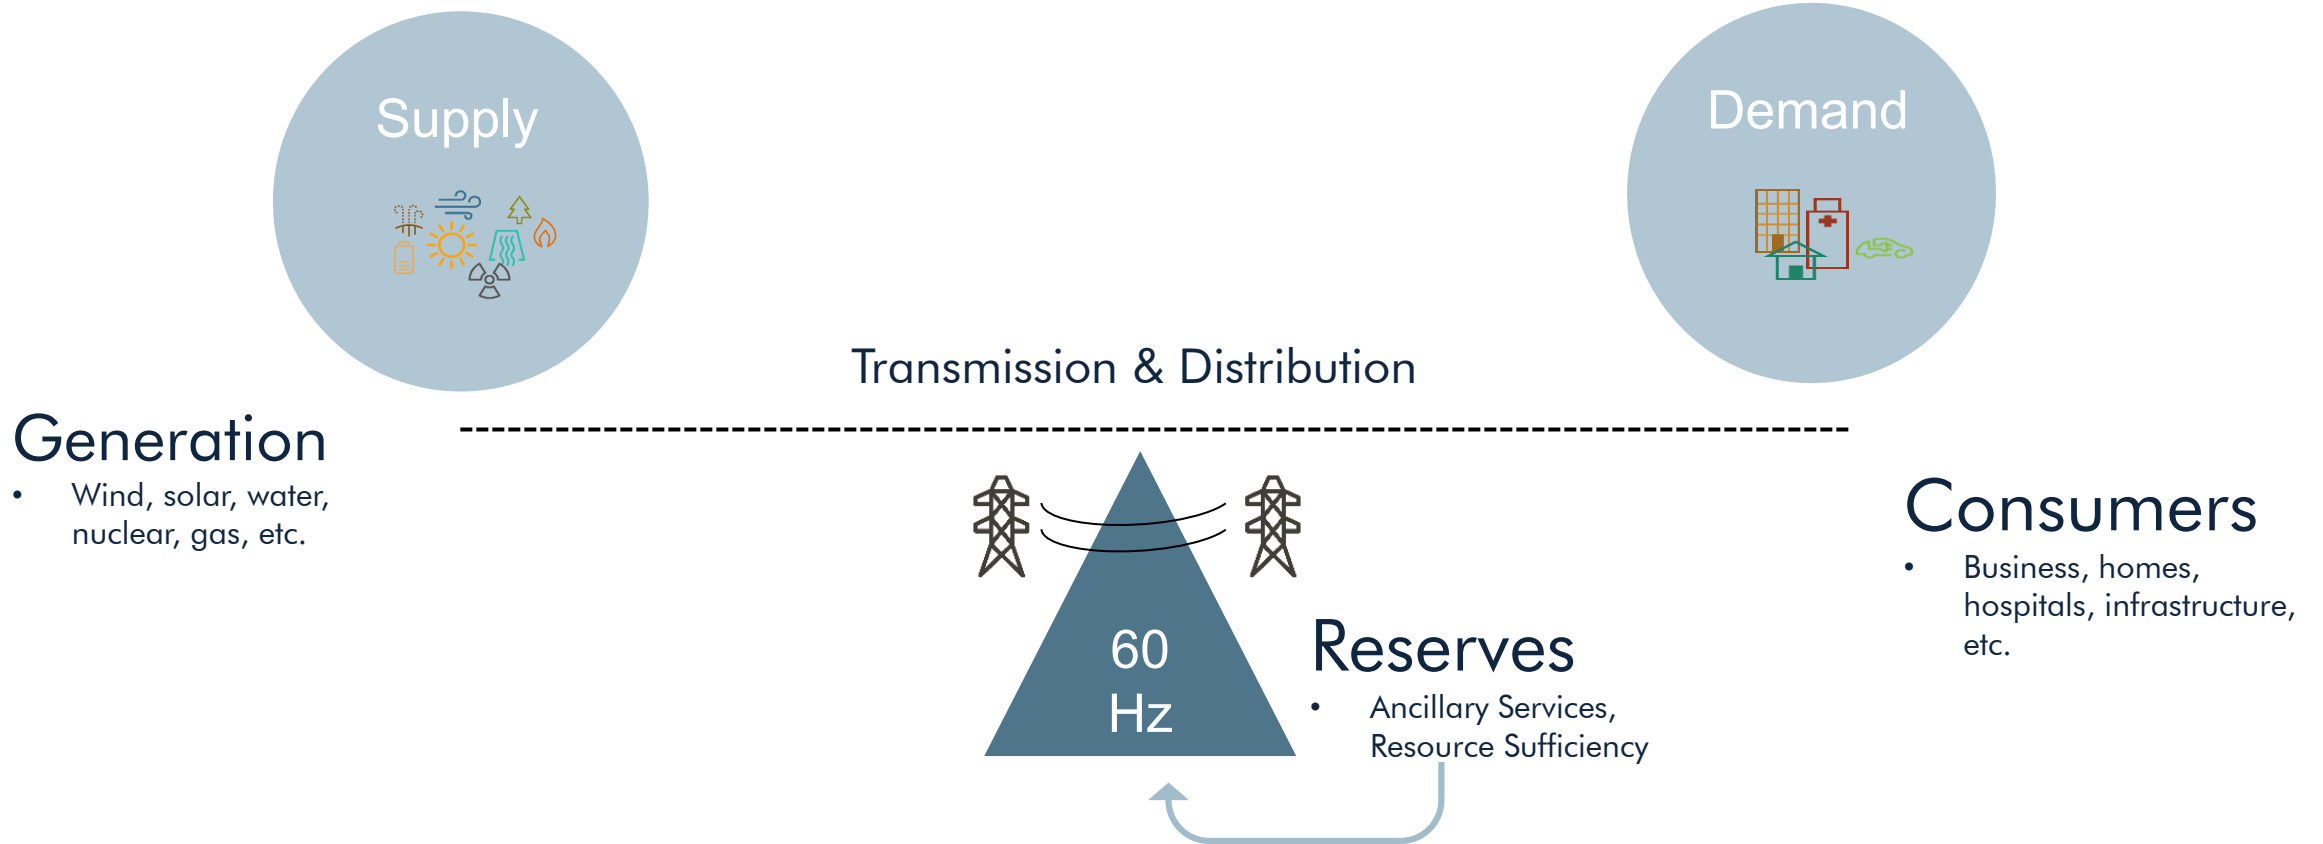 Supply
Demand
Transmission & Distribution
Generation
• Wind, solar, water,
nuclear, gas, etc.
Consumers
• Business, homes,
hospitals, infrastructure,
etc.
60
Hz
Reserves
• Ancillary Services,
Resource Sufficiency